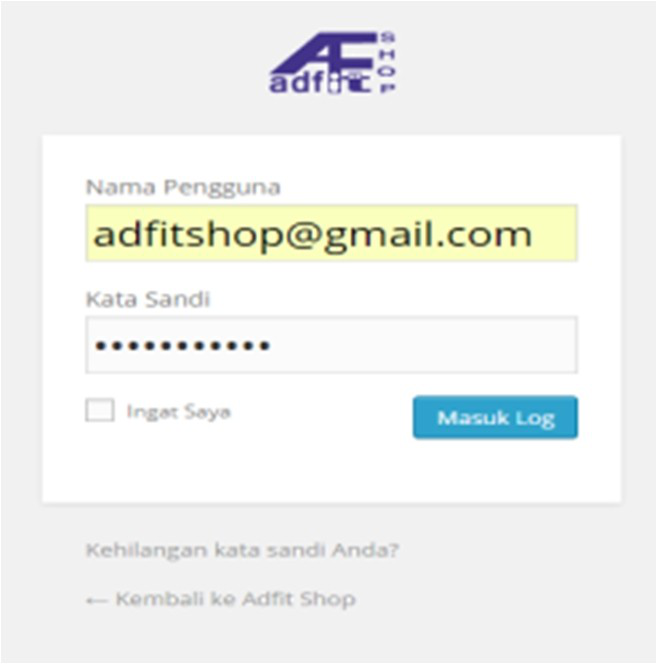 AF SHOP
adfit
Nama Pengguna
adfitshop@gmail.com
Kata Sandi
•••••••••••
Ingat Saya
Masuk Log
Kehilangan kata sandi Anda?
← Kembali ke Adfit Shop